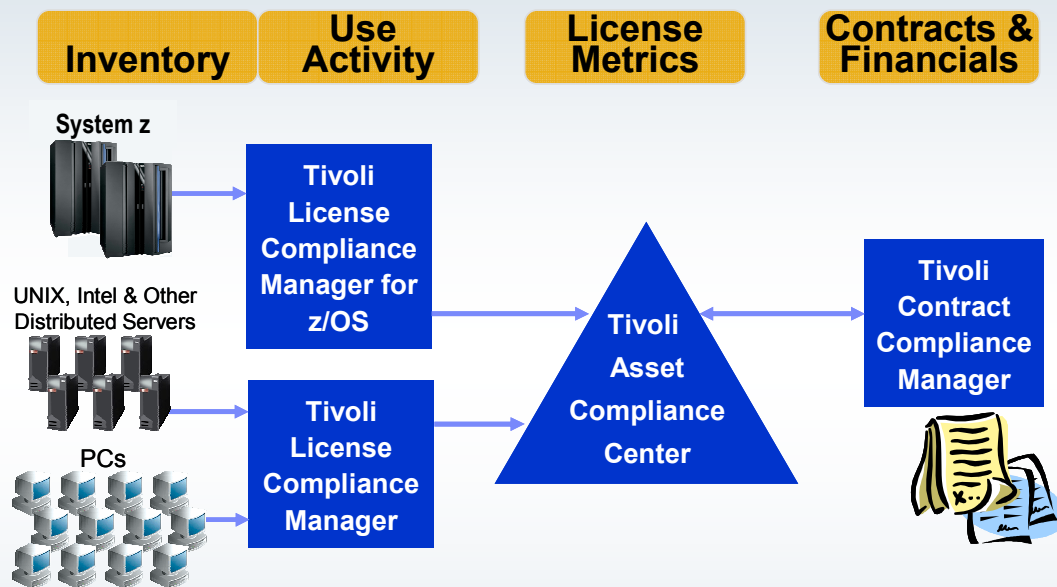 Inventory
Use
Activity
License
Metrics
Contracts &
Financials
System z
Tivoli
License
Compliance
Manager for
z/OS
UNIX, Intel & Other
Distributed Servers
Tivoli
License
Compliance
Manager
PCs
Tivoli
Asset
Compliance
Center
Tivoli
Contract
Compliance
Manager
x...